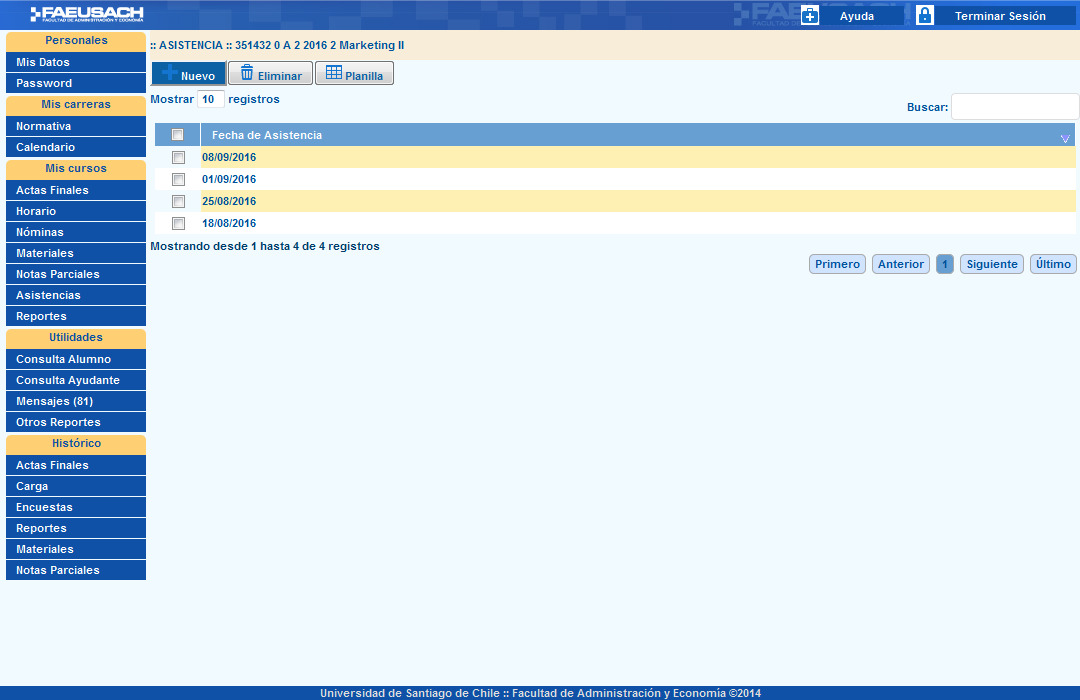 FAEUSACH
FACULTAD DE ADMINISTRACIÓN Y ECONOMÍA
Ayuda
Terminar Sesión
Personales
Mis Datos
Password
Mis carreras
Normativa
Calendario
Mis cursos
Actas Finales
Horario
Nóminas
Materiales
Notas Parciales
Asistencias
Reportes
Utilidades
Consulta Alumno
Consulta Ayudante
Mensajes (81)
Otros Reportes
Histórico
Actas Finales
Carga
Encuestas
Reportes
Materiales
Notas Parciales
:: ASISTENCIA :: 351432 0 A 2 2016 2 Marketing II
Nuevo Eliminar Planilla
Mostrar 10 registros
Buscar:
Fecha de Asistencia
08/09/2016
01/09/2016
25/08/2016
18/08/2016
Mostrando desde 1 hasta 4 de 4 registros
Primero Anterior 1 Siguiente Último
Universidad de Santiago de Chile :: Facultad de Administración y Economía ©2014